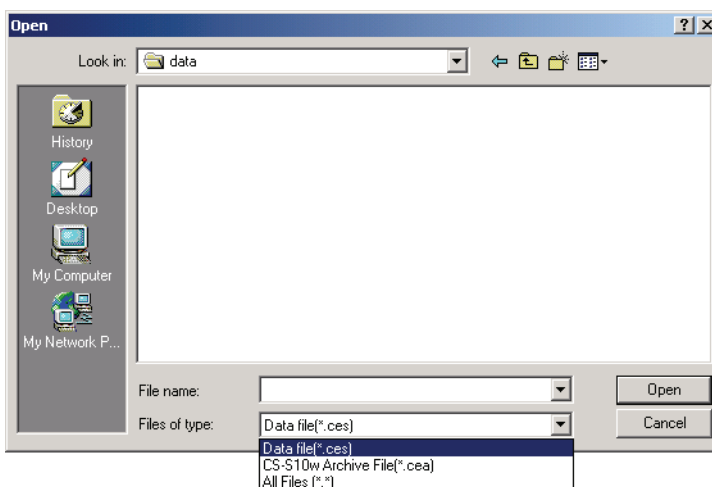 Open
Look in: data
History
Desktop
My Computer
My Network P...
File name: Open
Files of type: Data file(*.ces) Cancel
Data file(*.ces)
CS-S10w Archive File(*.cea)
All Files (*.*)